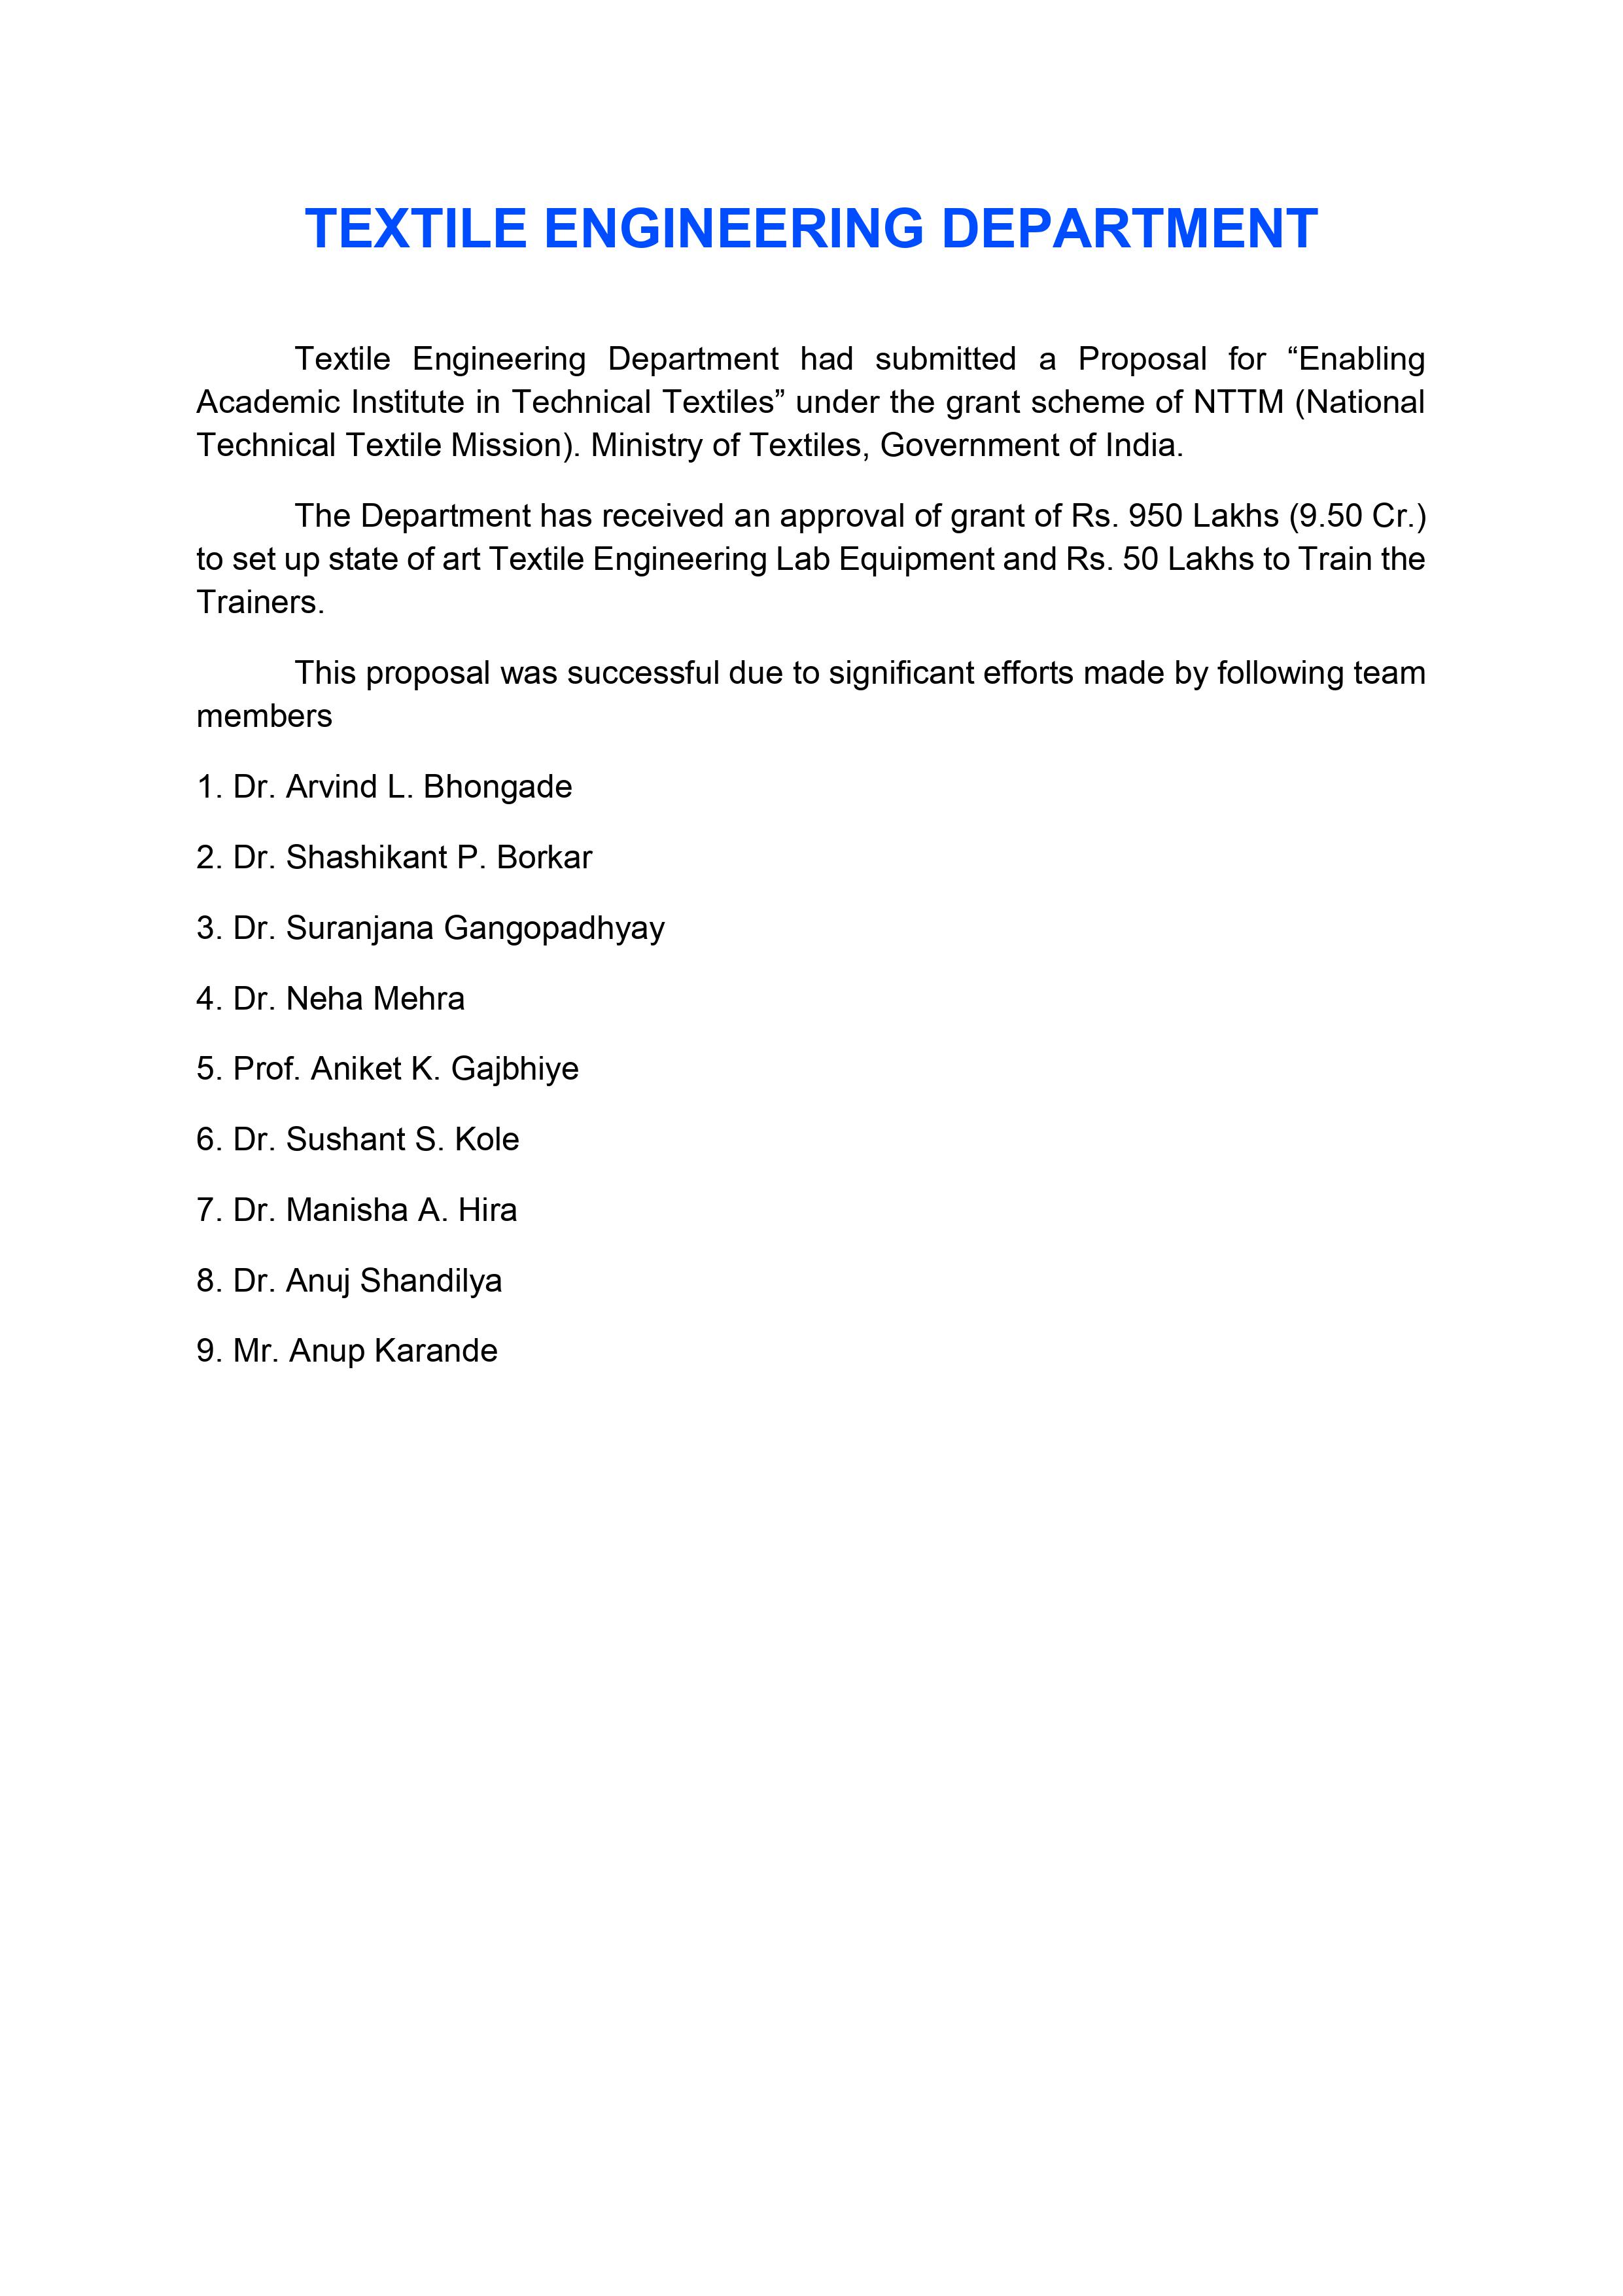 TEXTILE ENGINEERING DEPARTMENT
Textile Engineering Department had submitted a Proposal for “Enabling
Academic Institute in Technical Textiles” under the grant scheme of NTTM (National
Technical Textile Mission). Ministry of Textiles, Government of India.
The Department has received an approval of grant of Rs. 950 Lakhs (9.50 Cr.)
to set up state of art Textile Engineering Lab Equipment and Rs. 50 Lakhs to Train the
Trainers.
This proposal was successful due to significant efforts made by following team
members
1. Dr. Arvind L. Bhongade
2. Dr. Shashikant P. Borkar
3. Dr. Suranjana Gangopadhyay
4. Dr. Neha Mehra
5. Prof. Aniket K. Gajbhiye
6. Dr. Sushant S. Kole
7. Dr. Manisha A. Hira
8. Dr. Anuj Shandilya
9. Mr. Anup Karande